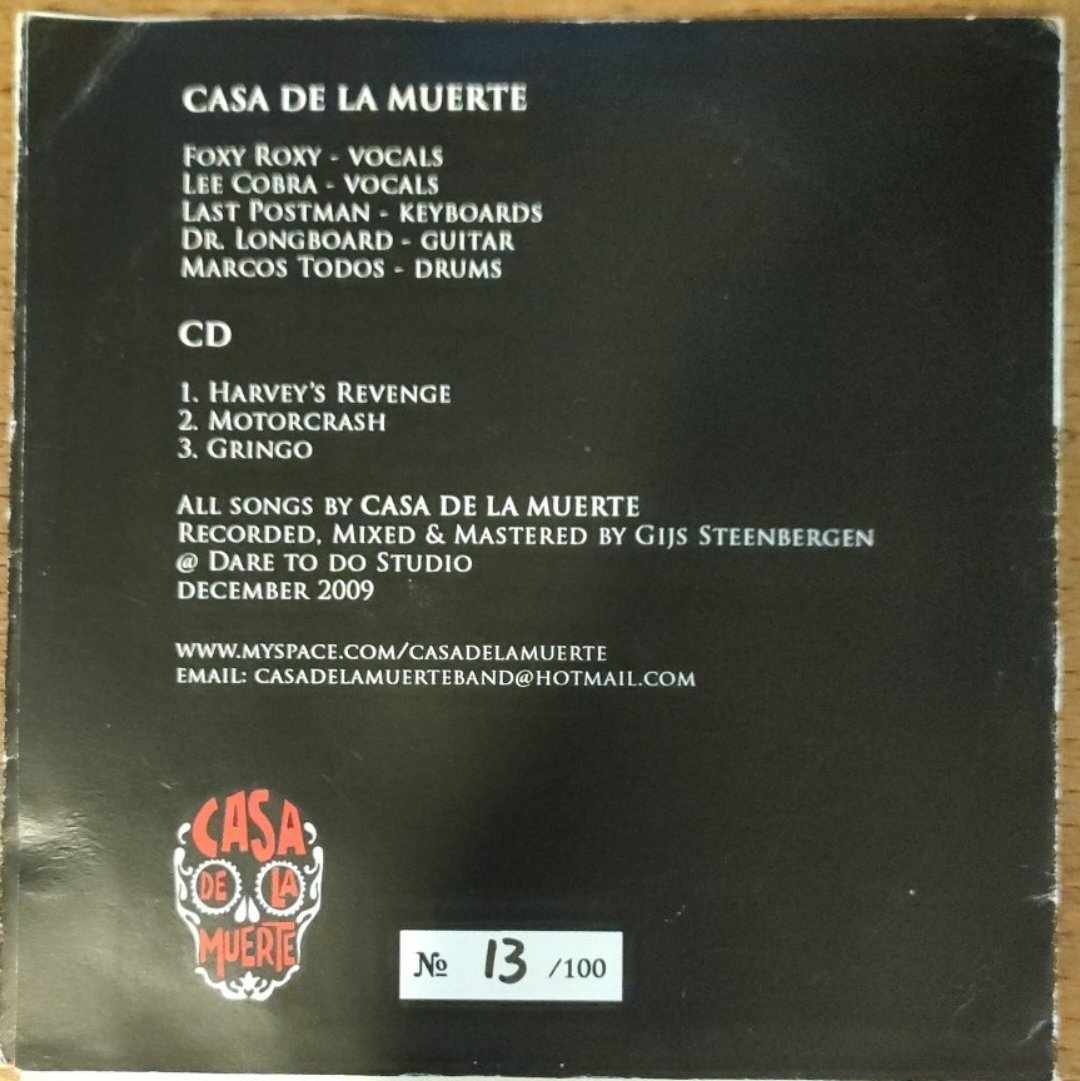 CASA DE LA MUERTE
FOXY ROXY - VOCALS
LEE COBRA - VOCALS
LAST POSTMAN - KEYBOARDS
DR. LONGBOARD - GUITAR
MARCOS TODOS - DRUMS
CD
1. HARVEY'S REVENGE
2. MOTORCRASH
3. GRINGO
ALL SONGS BY CASA DE LA MUERTE
RECORDED, MIXED & MASTERED BY GIJS STEENBERGEN
@ DARE TO DO STUDIO
DECEMBER 2009
WWW.MYSPACE.COM/CASADELAMUERTE
EMAIL: CASADELAMUERTEBAND@HOTMAIL.COM
CASA
DE LA
MUERTE
№ 13 /100